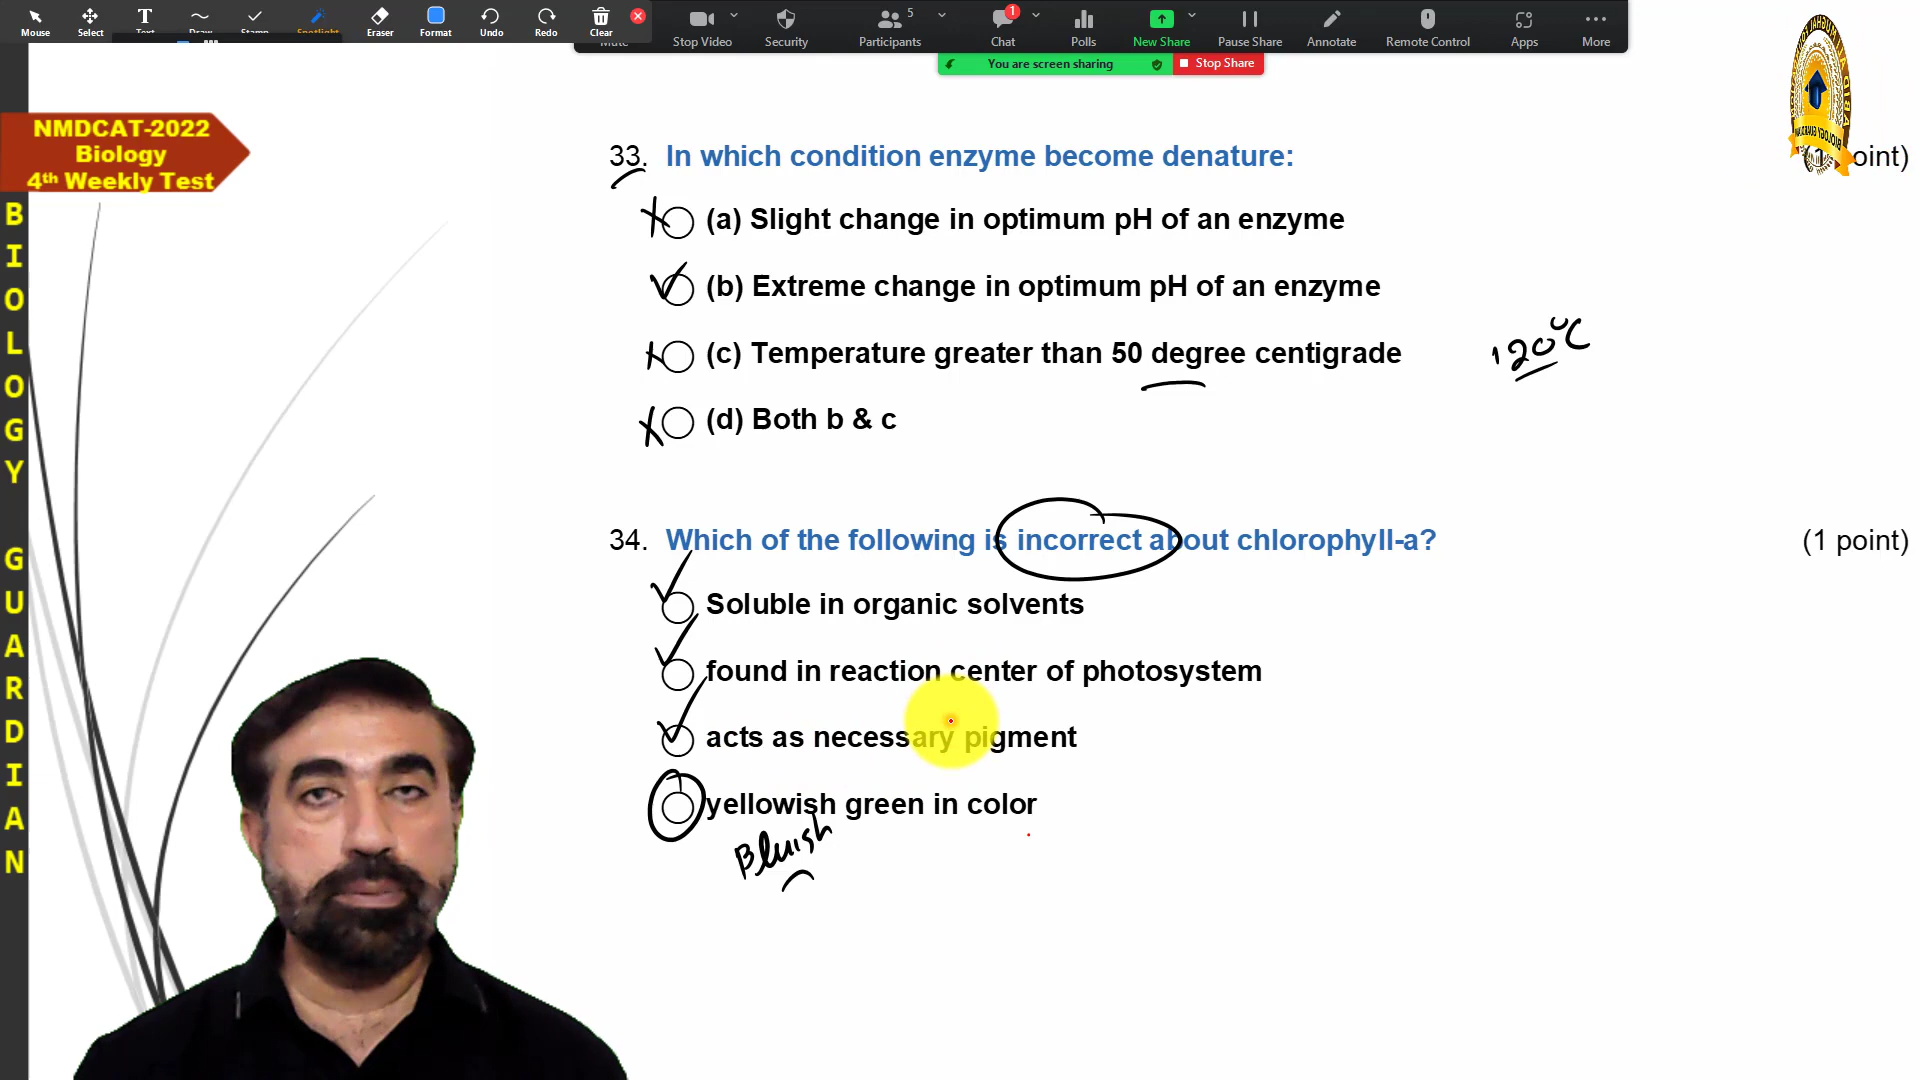 Mouse Select Text Draw Stamp Spotlight Eraser Format Undo Redo Clear
Mute Stop Video Security Participants 5 Chat 1 Polls New Share Pause Share Annotate Remote Control Apps More
You are screen sharing Stop Share
NMDCAT-2022
Biology
4th Weekly Test
BIOLOGY GUARDIAN
33. In which condition enzyme become denature: oint)
(a) Slight change in optimum pH of an enzyme
(b) Extreme change in optimum pH of an enzyme
(c) Temperature greater than 50 degree centigrade 120°C
(d) Both b & c
34. Which of the following is incorrect about chlorophyll-a? (1 point)
Soluble in organic solvents
found in reaction center of photosystem
acts as necessary pigment
yellowish green in color
Bluish